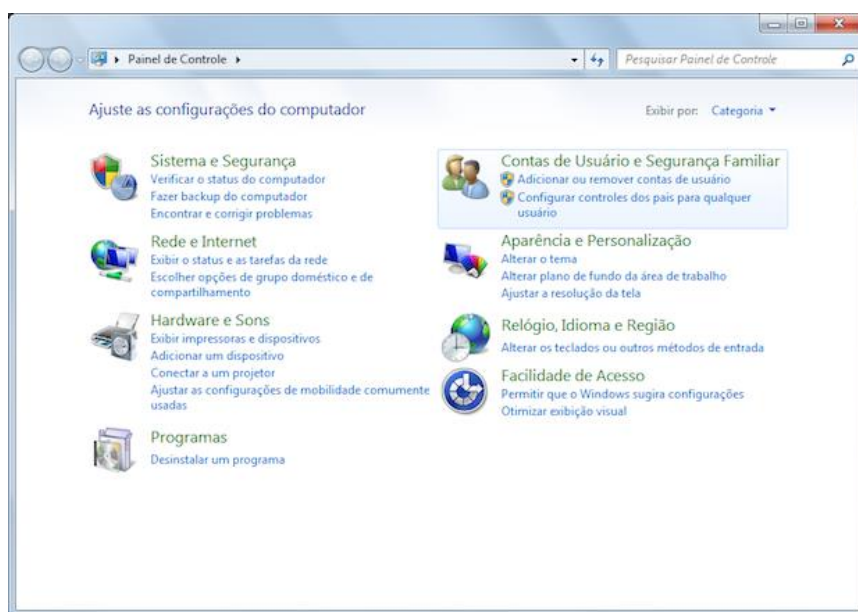 Painel de Controle
Pesquisar Painel de Controle
Ajuste as configurações do computador
Exibir por: Categoria
Sistema e Segurança
Verificar o status do computador
Fazer backup do computador
Encontrar e corrigir problemas
Rede e Internet
Exibir o status e as tarefas da rede
Escolher opções de grupo doméstico e de
compartilhamento
Hardware e Sons
Exibir impressoras e dispositivos
Adicionar um dispositivo
Conectar a um projetor
Ajustar as configurações de mobilidade comumente
usadas
Programas
Desinstalar um programa
Contas de Usuário e Segurança Familiar
Adicionar ou remover contas de usuário
Configurar controles dos pais para qualquer
usuário
Aparência e Personalização
Alterar o tema
Alterar plano de fundo da área de trabalho
Ajustar a resolução da tela
Relógio, Idioma e Região
Alterar os teclados ou outros métodos de entrada
Facilidade de Acesso
Permitir que o Windows sugira configurações
Otimizar exibição visual